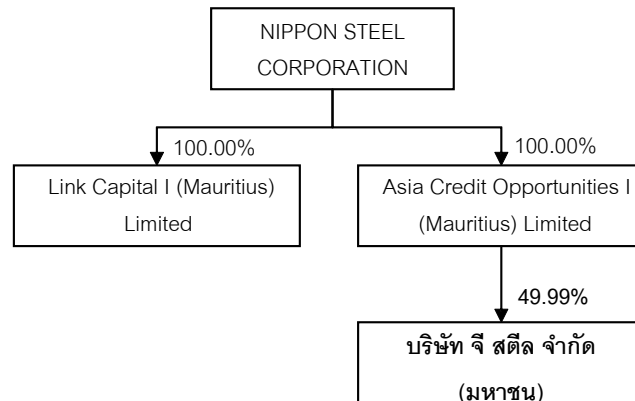 NIPPON STEEL
CORPORATION
100.00%
100.00%
Link Capital I (Mauritius)
Limited
Asia Credit Opportunities I
(Mauritius) Limited
49.99%
บริษัท จี สตีล จำกัด
(มหาชน)